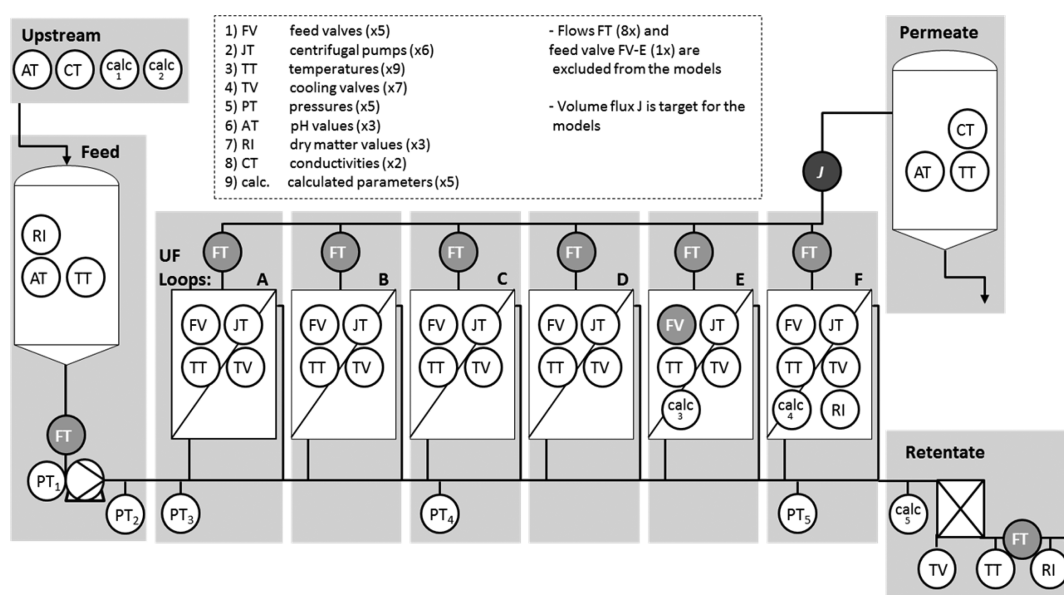 Upstream
AT CT calc 1 calc 2
1) FV feed valves (x5)
2) JT centrifugal pumps (x6)
3) TT temperatures (x9)
4) TV cooling valves (x7)
5) PT pressures (x5)
6) AT pH values (x3)
7) RI dry matter values (x3)
8) CT conductivities (x2)
9) calc. calculated parameters (x5)
- Flows FT (8x) and
feed valve FV-E (1x) are
excluded from the models
- Volume flux J is target for the
models
Permeate
CT
AT TT
J
Feed
RI
AT TT
FT
PT1
PT2
UF
Loops:
FT FT FT FT FT FT
A B C D E F
FV JT FV JT FV JT FV JT FV JT FV JT
TT TV TT TV TT TV TT TV TT TV TT TV
calc 3 calc 4 RI
PT3 PT4 PT5
Retentate
calc 5
FT
TV TT RI